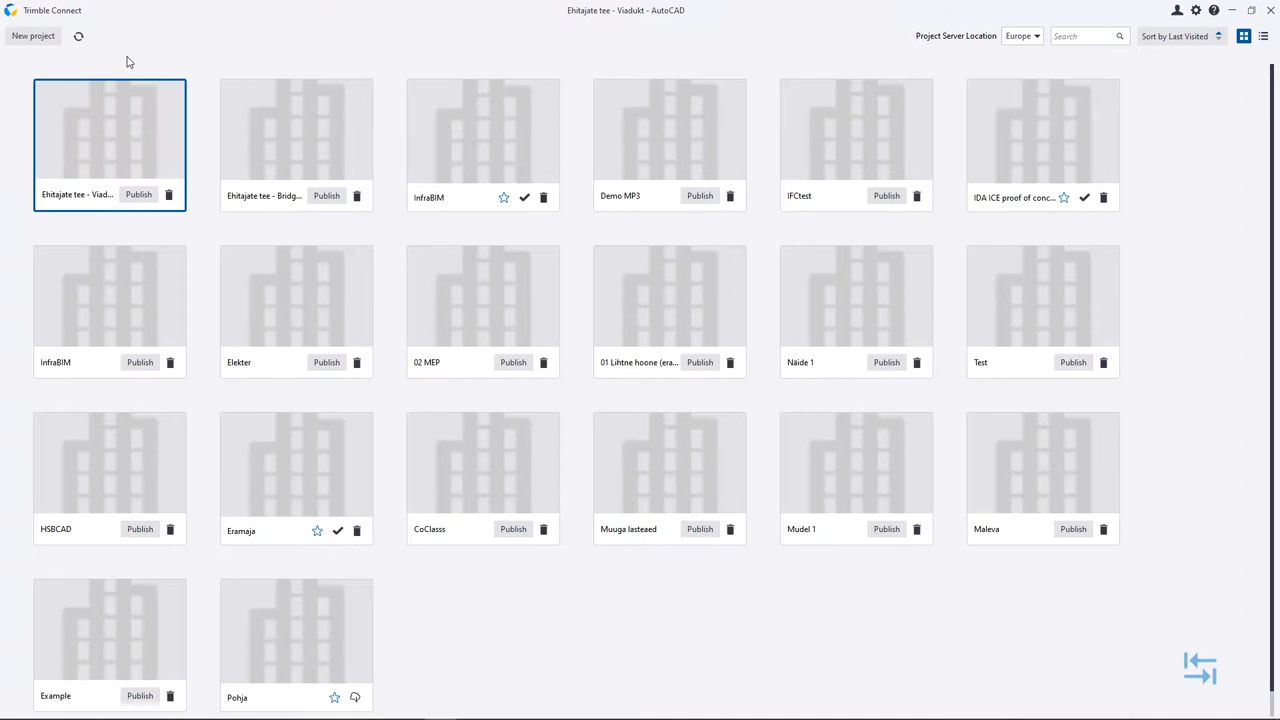 Trimble Connect
Ehitajate tee - Viadukt - AutoCAD
New project
Project Server Location
Europe
Search
Sort by Last Visited
Ehitajate tee - Viad...
Publish
Ehitajate tee - Bridg...
Publish
InfraBIM
Demo MP3
Publish
IFCtest
Publish
IDA ICE proof of conc...
InfraBIM
Publish
Elekter
Publish
02 MEP
Publish
01 Lihtne hoone (era...
Publish
Näide 1
Publish
Test
Publish
HSBCAD
Publish
Eramaja
CoClasss
Publish
Muuga lasteaed
Publish
Mudel 1
Publish
Maleva
Publish
Example
Publish
Pohja